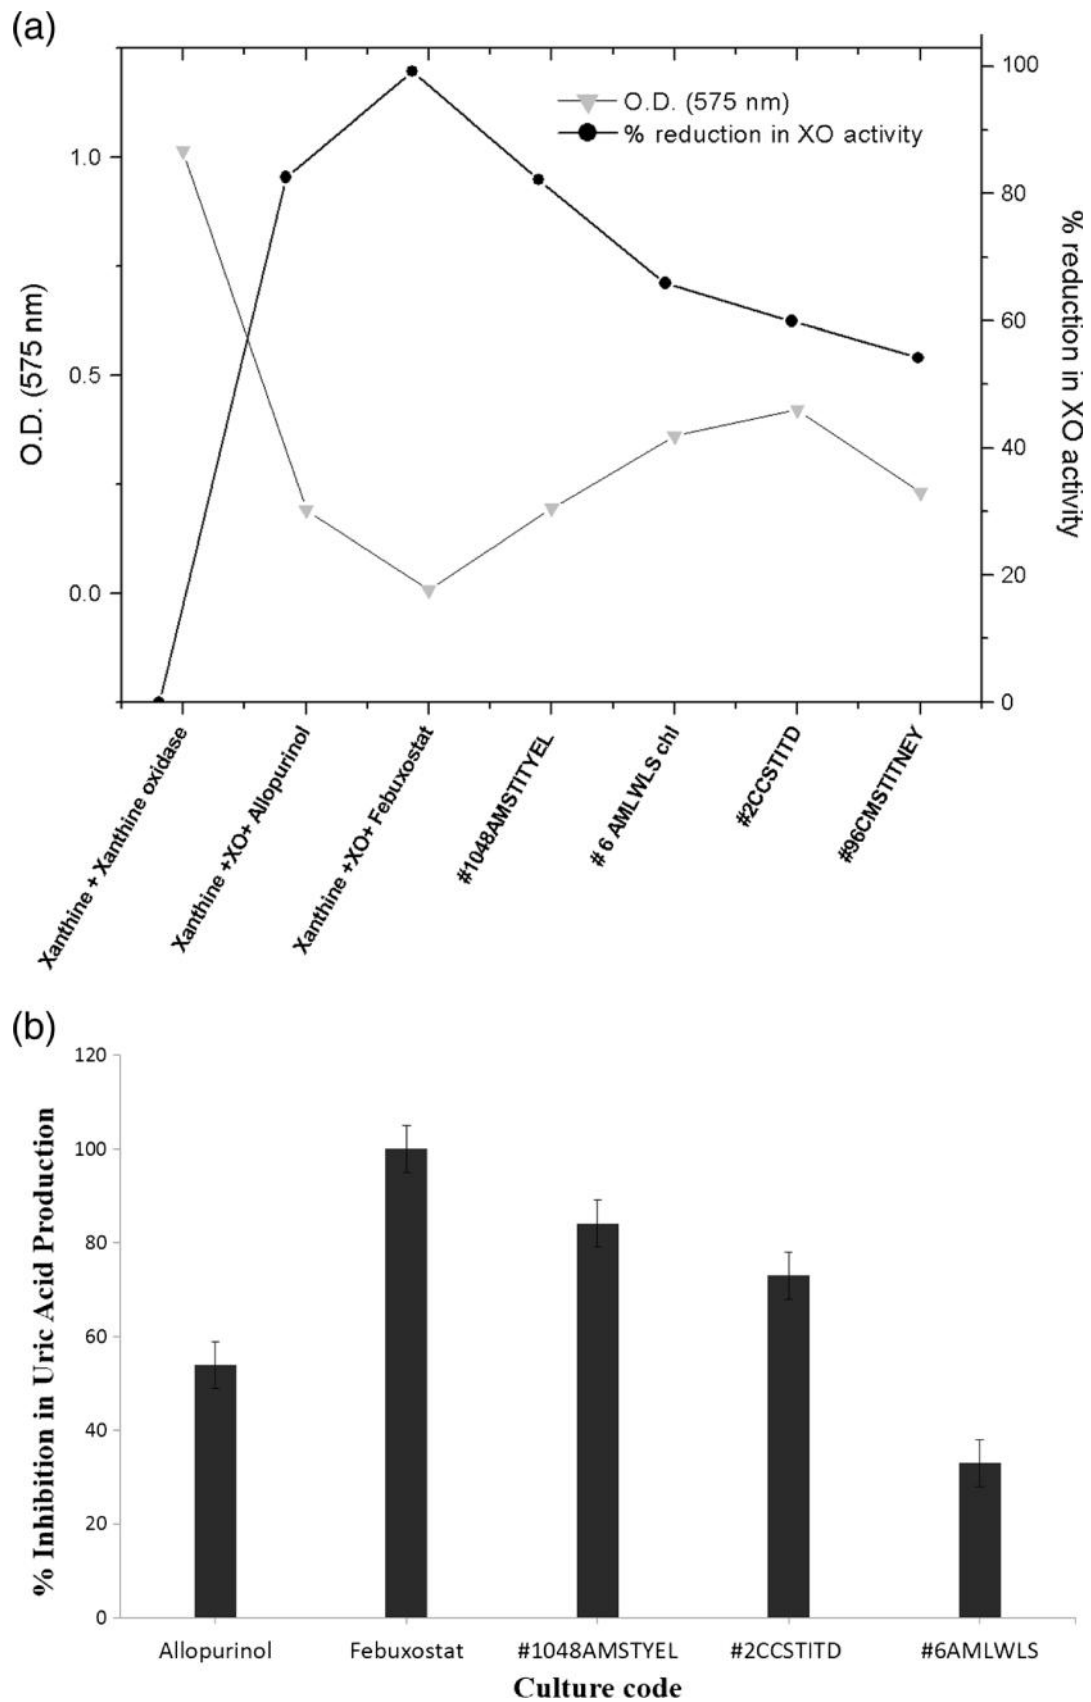 (a)
O.D. (575 nm)
% reduction in XO activity
1.0
0.5
0.0
O.D. (575 nm)
100
80
60
40
20
0
% reduction in XO activity
Xanthine + Xanthine oxidase
Xanthine +XO+ Allopurinol
Xanthine +XO+ Febuxostat
#1048AMSTITYEL
# 6 AMLWLS chl
#2CCSTITD
#96CMSTITNEY
(b)
% Inhibition in Uric Acid Production
120
100
80
60
40
20
0
Allopurinol
Febuxostat
#1048AMSTYEL
#2CCSTITD
#6AMLWLS
Culture code